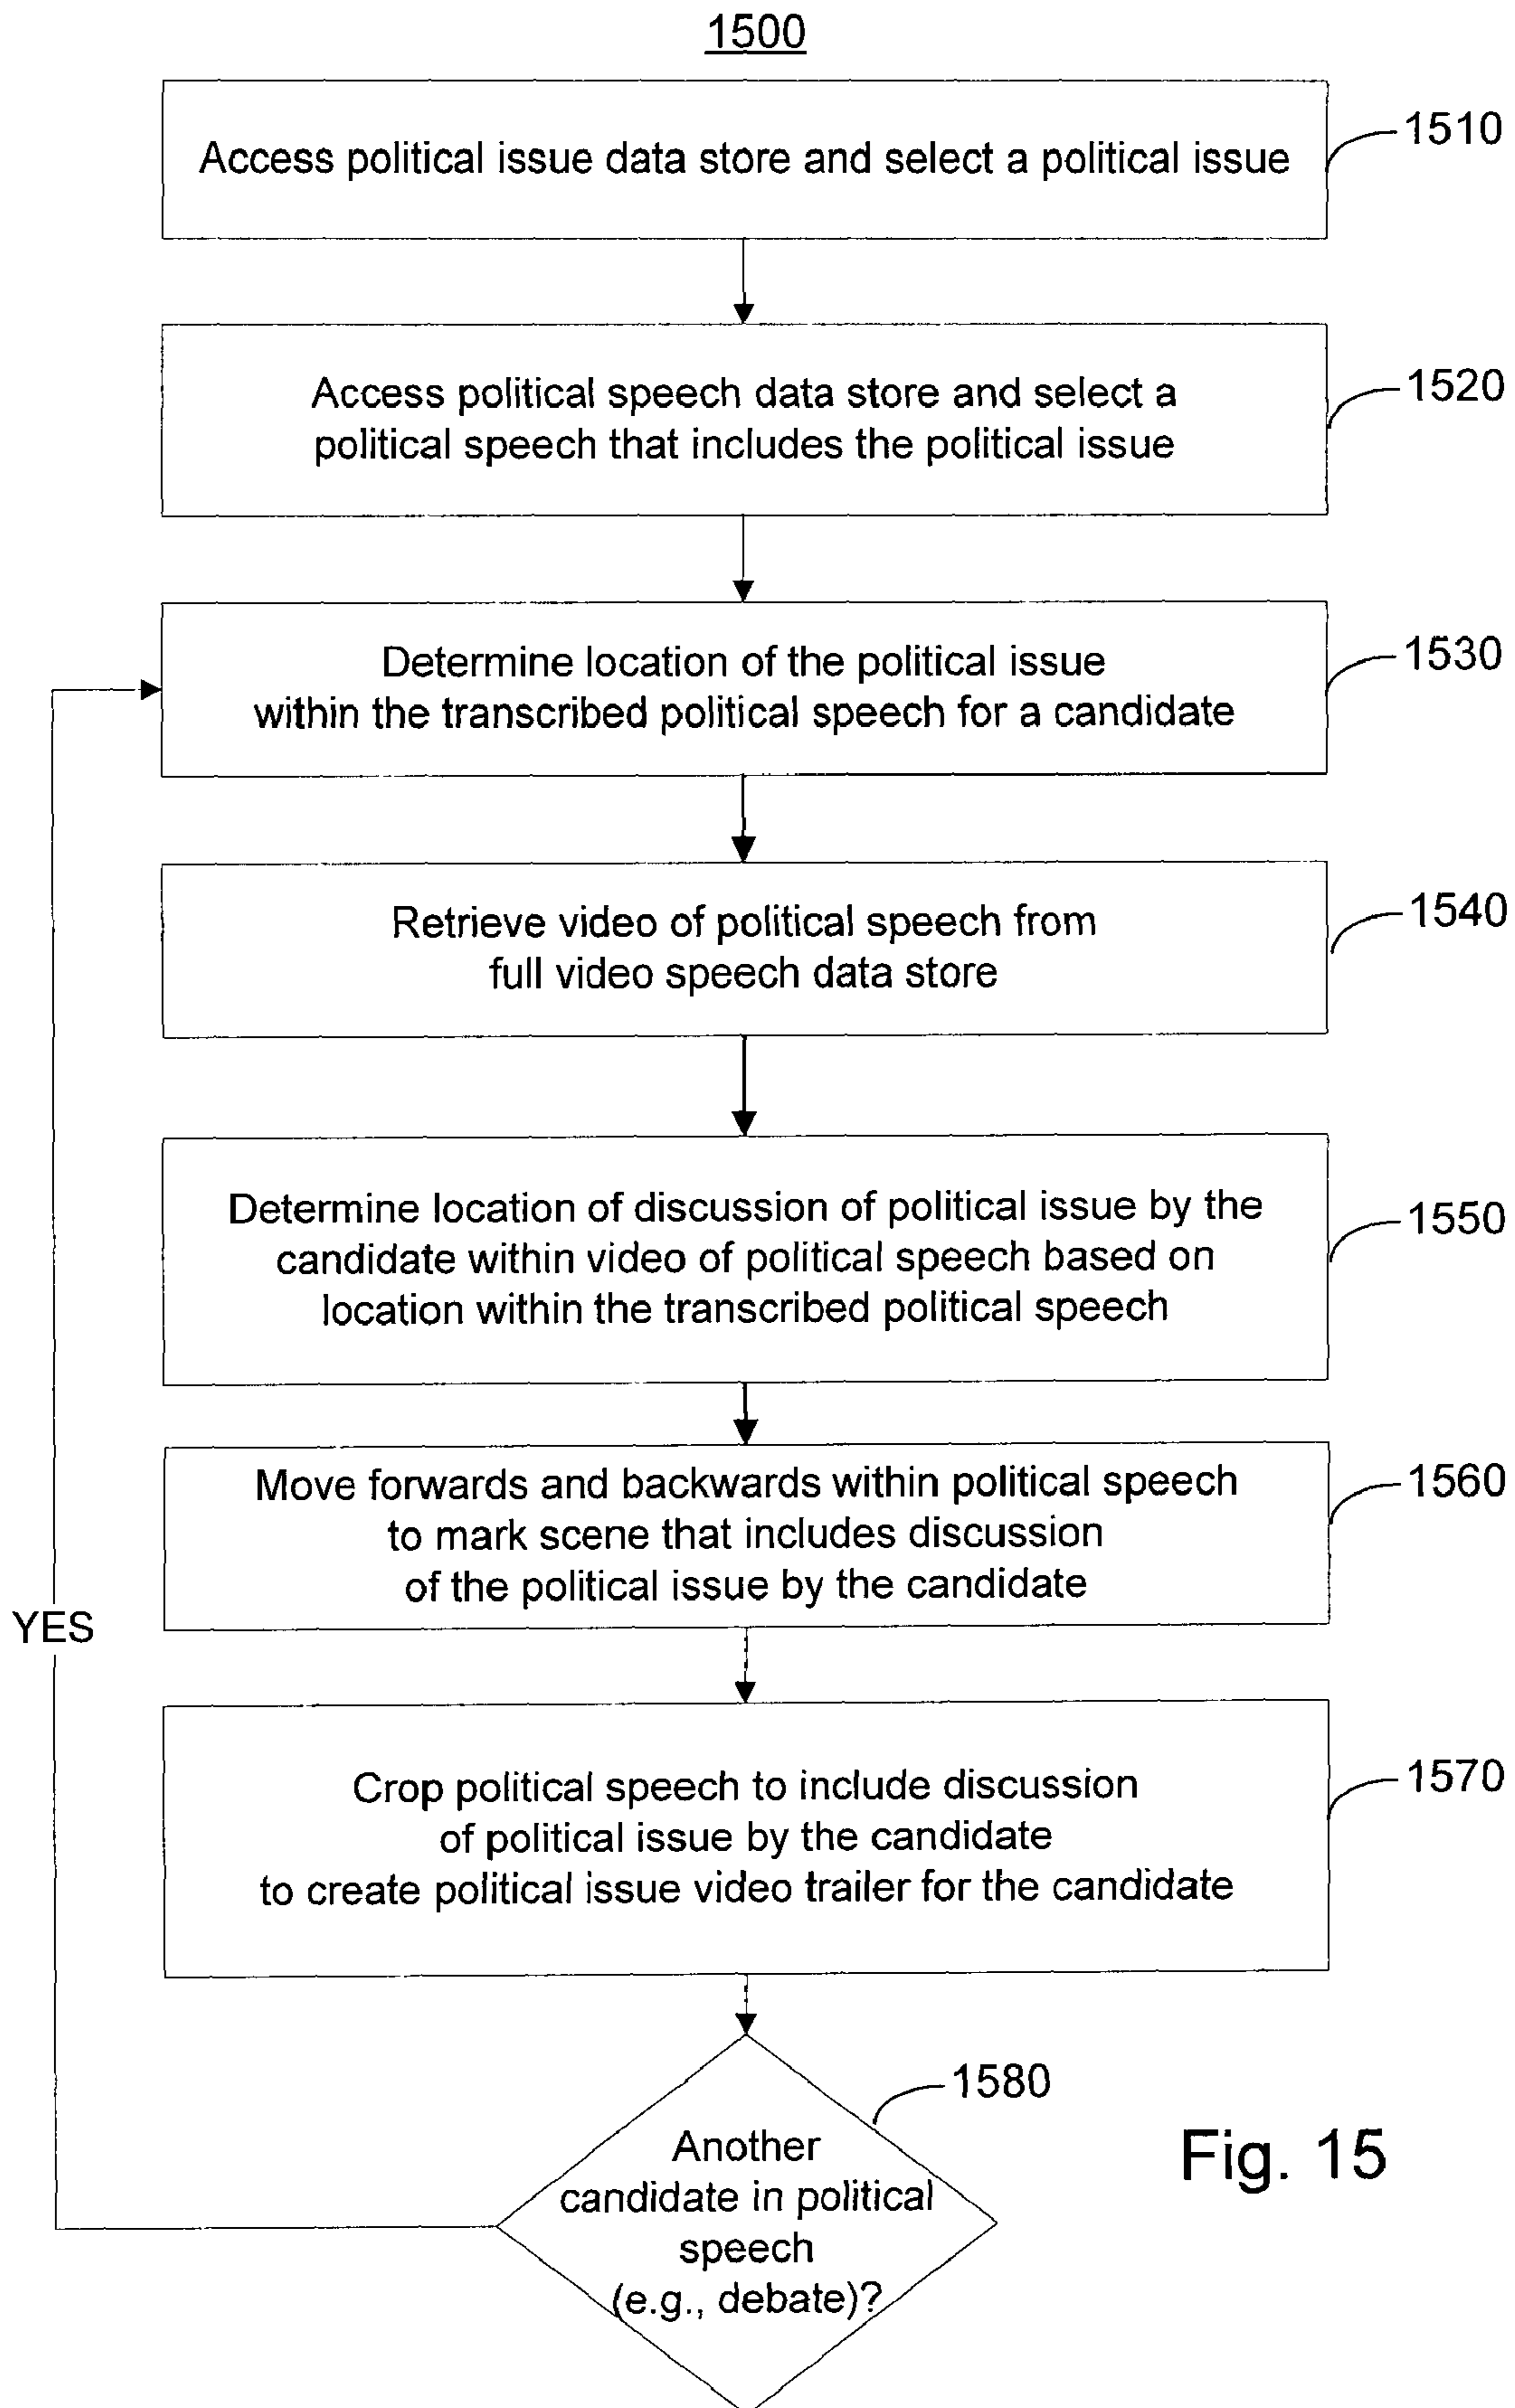 1500
Access political issue data store and select a political issue
1510
Access political speech data store and select a
political speech that includes the political issue
1520
Determine location of the political issue
within the transcribed political speech for a candidate
1530
Retrieve video of political speech from
full video speech data store
1540
Determine location of discussion of political issue by the
candidate within video of political speech based on
location within the transcribed political speech
1550
Move forwards and backwards within political speech
to mark scene that includes discussion
of the political issue by the candidate
1560
YES
Crop political speech to include discussion
of political issue by the candidate
to create political issue video trailer for the candidate
1570
1580
Another
candidate in political
speech
(e.g., debate)?
Fig. 15